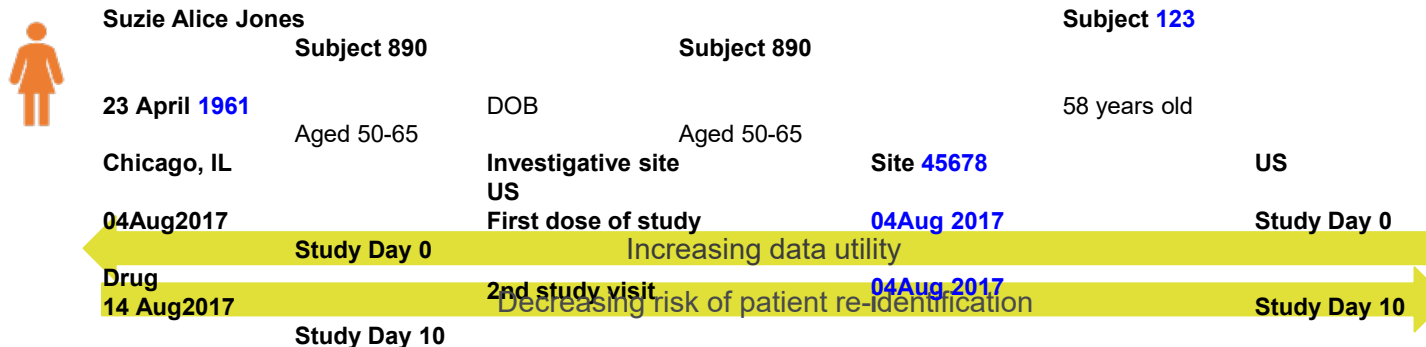 Suzie Alice Jones Subject 123
Subject 890 Subject 890
23 April 1961 DOB 58 years old
Aged 50-65 Aged 50-65
Chicago, IL Investigative site Site 45678 US
US
04Aug2017 First dose of study 04Aug 2017 Study Day 0
Study Day 0 Increasing data utility
Drug
2nd study visit 04Aug 2017
14 Aug2017 Decreasing risk of patient re-identification Study Day 10
Study Day 10